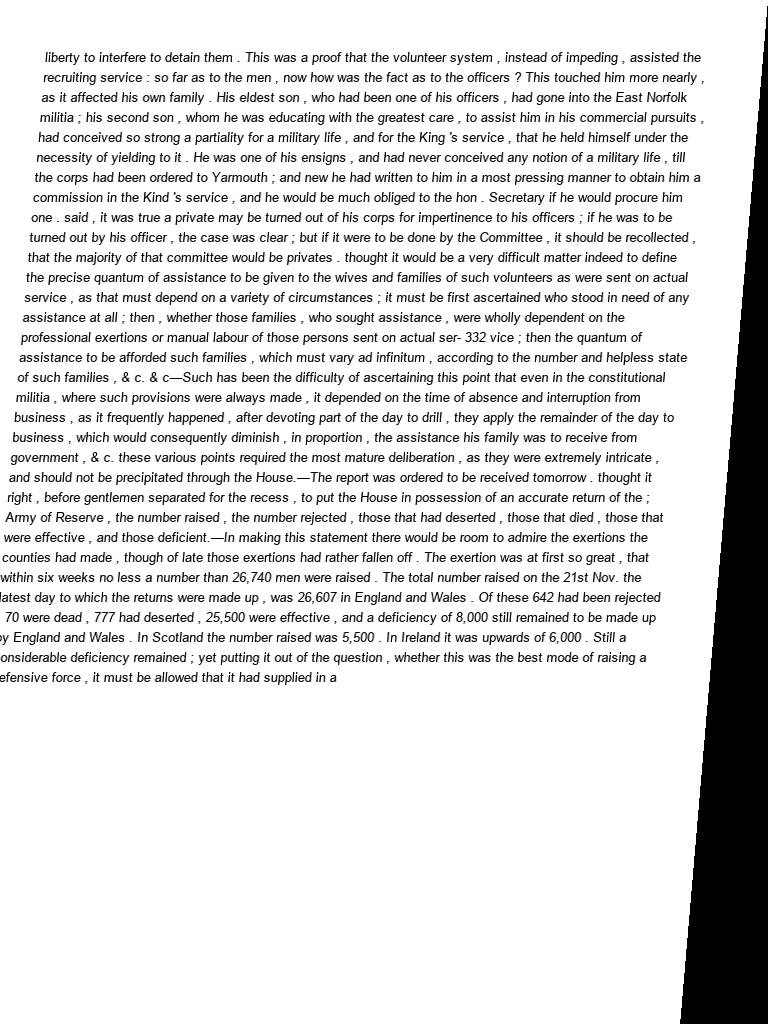 liberty to interfere to detain them . This was a proof that the volunteer system , instead of impeding , assisted the
recruiting service : so far as to the men , now how was the fact as to the officers ? This touched him more nearly ,
as it affected his own family . His eldest son , who had been one of his officers , had gone into the East Norfolk
militia ; his second son , whom he was educating with the greatest care , to assist him in his commercial pursuits ,
had conceived so strong a partiality for a military life , and for the King 's service , that he held himself under the
necessity of yielding to it . He was one of his ensigns , and had never conceived any notion of a military life , till
the corps had been ordered to Yarmouth ; and new he had written to him in a most pressing manner to obtain him a
commission in the Kind 's service , and he would be much obliged to the hon . Secretary if he would procure him
one . said , it was true a private may be turned out of his corps for impertinence to his officers ; if he was to be
turned out by his officer , the case was clear ; but if it were to be done by the Committee , it should be recollected ,
that the majority of that committee would be privates . thought it would be a very difficult matter indeed to define
the precise quantum of assistance to be given to the wives and families of such volunteers as were sent on actual
service , as that must depend on a variety of circumstances ; it must be first ascertained who stood in need of any
assistance at all ; then , whether those families , who sought assistance , were wholly dependent on the
professional exertions or manual labour of those persons sent on actual ser- 332 vice ; then the quantum of
assistance to be afforded such families , which must vary ad infinitum , according to the number and helpless state
of such families , & c. & c—Such has been the difficulty of ascertaining this point that even in the constitutional
militia , where such provisions were always made , it depended on the time of absence and interruption from
business , as it frequently happened , after devoting part of the day to drill , they apply the remainder of the day to
business , which would consequently diminish , in proportion , the assistance his family was to receive from
government , & c. these various points required the most mature deliberation , as they were extremely intricate ,
and should not be precipitated through the House.—The report was ordered to be received tomorrow . thought it
right , before gentlemen separated for the recess , to put the House in possession of an accurate return of the ;
Army of Reserve , the number raised , the number rejected , those that had deserted , those that died , those that
were effective , and those deficient.—In making this statement there would be room to admire the exertions the
counties had made , though of late those exertions had rather fallen off . The exertion was at first so great , that
within six weeks no less a number than 26,740 men were raised . The total number raised on the 21st Nov. the
latest day to which the returns were made up , was 26,607 in England and Wales . Of these 642 had been rejected
70 were dead , 777 had deserted , 25,500 were effective , and a deficiency of 8,000 still remained to be made up
by England and Wales . In Scotland the number raised was 5,500 . In Ireland it was upwards of 6,000 . Still a
onsiderable deficiency remained ; yet putting it out of the question , whether this was the best mode of raising a
efensive force , it must be allowed that it had supplied in a